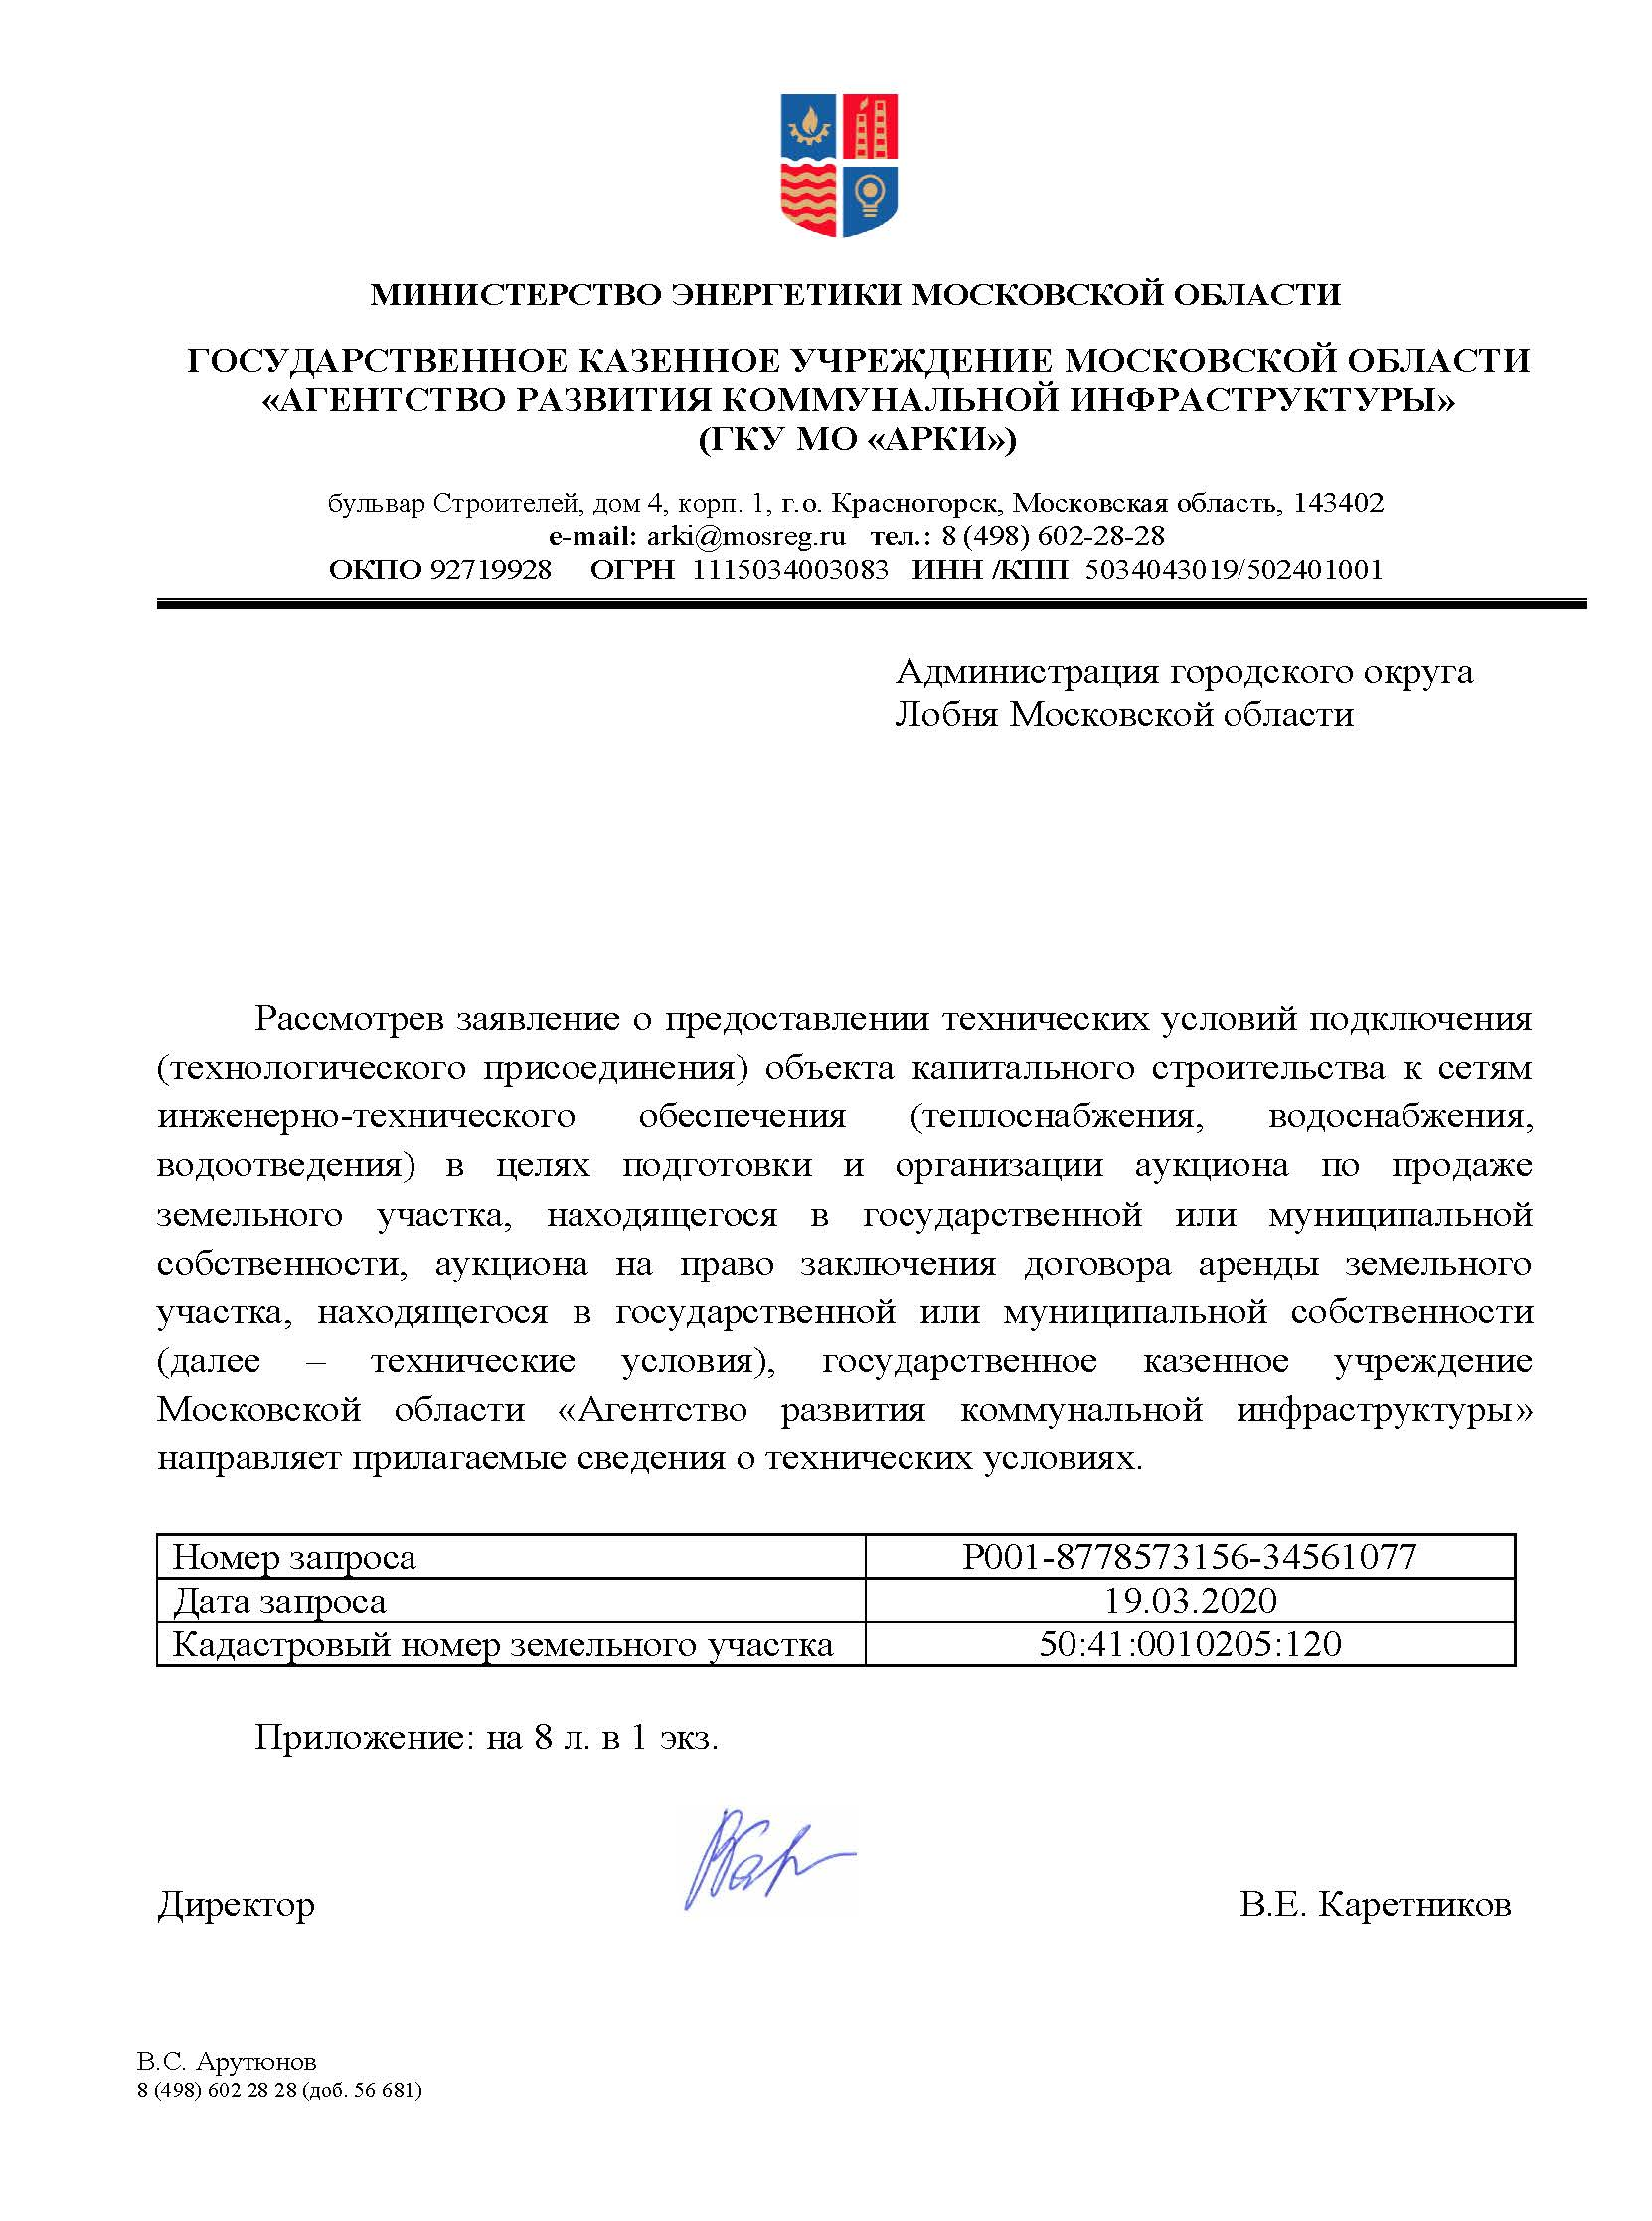 МИНИСТЕРСТВО ЭНЕРГЕТИКИ МОСКОВСКОЙ ОБЛАСТИ
ГОСУДАРСТВЕННОЕ КАЗЕННОЕ УЧРЕЖДЕНИЕ МОСКОВСКОЙ ОБЛАСТИ
«АГЕНТСТВО РАЗВИТИЯ КОММУНАЛЬНОЙ ИНФРАСТРУКТУРЫ»
(ГКУ МО «АРКИ»)
бульвар Строителей, дом 4, корп. 1, г.о. Красногорск, Московская область, 143402
e-mail: arki@mosreg.ru тел.: 8 (498) 602-28-28
ОКПО 92719928 ОГРН 1115034003083 ИНН /КПП 5034043019/502401001
Администрация городского округа
Лобня Московской области
Рассмотрев заявление о предоставлении технических условий подключения
(технологического присоединения) объекта капитального строительства к сетям
инженерно-технического обеспечения (теплоснабжения, водоснабжения,
водоотведения) в целях подготовки и организации аукциона по продаже
земельного участка, находящегося в государственной или муниципальной
собственности, аукциона на право заключения договора аренды земельного
участка, находящегося в государственной или муниципальной собственности
(далее – технические условия), государственное казенное учреждение
Московской области «Агентство развития коммунальной инфраструктуры»
направляет прилагаемые сведения о технических условиях.
Номер запроса P001-8778573156-34561077
Дата запроса 19.03.2020
Кадастровый номер земельного участка 50:41:0010205:120
Приложение: на 8 л. в 1 экз.
Директор В.Е. Каретников
В.С. Арутюнов
8 (498) 602 28 28 (доб. 56 681)